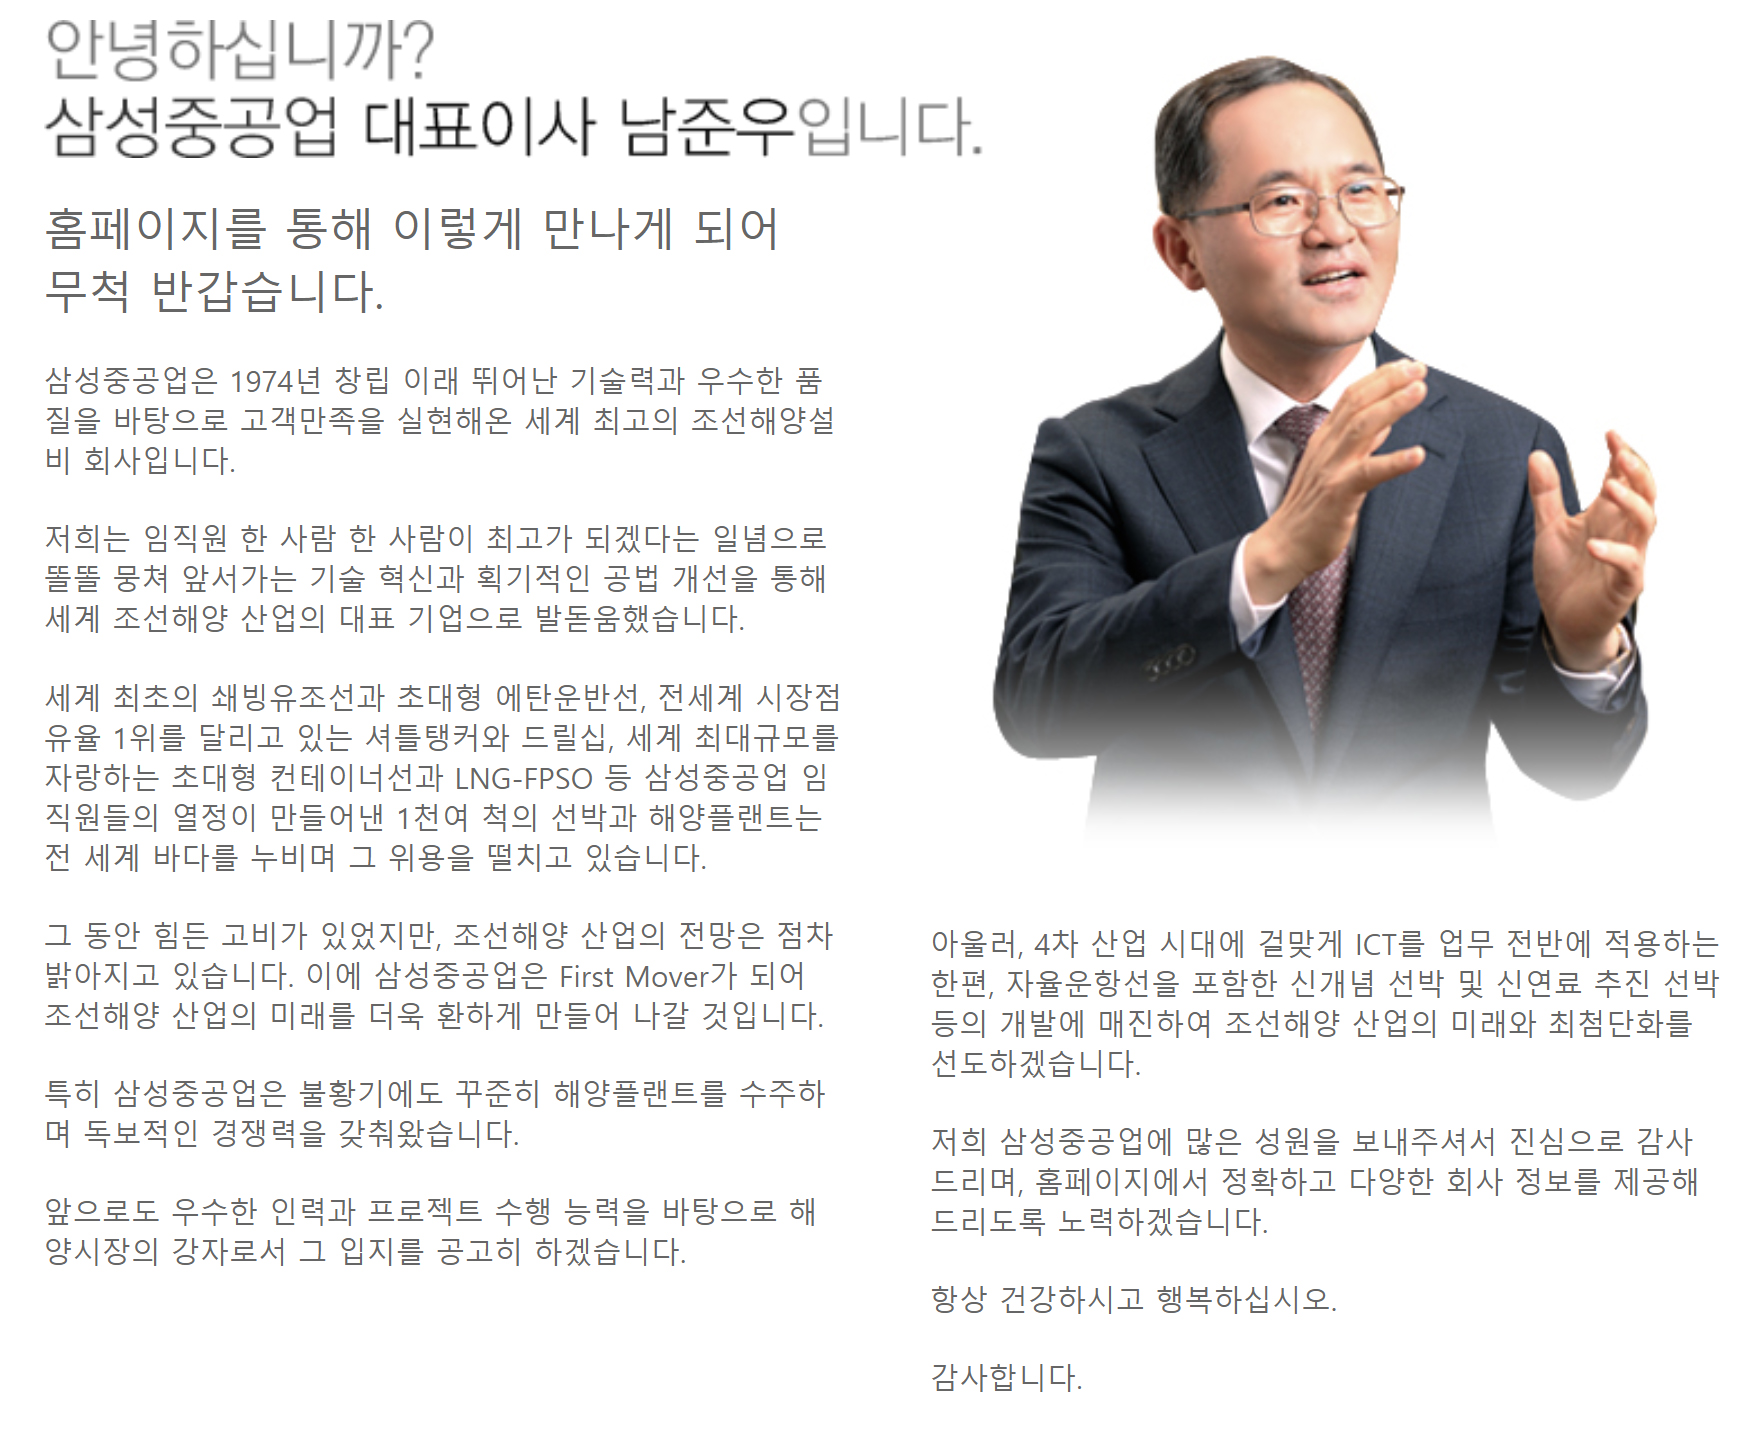 안녕하십니까?
삼성중공업 대표이사 남준우입니다.
홈페이지를 통해 이렇게 만나게 되어
무척 반갑습니다.
삼성중공업은 1974년 창립 이래 뛰어난 기술력과 우수한 품
질을 바탕으로 고객만족을 실현해온 세계 최고의 조선해양설
비 회사입니다.
저희는 임직원 한 사람 한 사람이 최고가 되겠다는 일념으로
똘똘 뭉쳐 앞서가는 기술 혁신과 획기적인 공법 개선을 통해
세계 조선해양 산업의 대표 기업으로 발돋움했습니다.
세계 최초의 쇄빙유조선과 초대형 에탄운반선, 전세계 시장점
유율 1위를 달리고 있는 셔틀탱커와 드릴십, 세계 최대규모를
자랑하는 초대형 컨테이너선과 LNG-FPSO 등 삼성중공업 임
직원들의 열정이 만들어낸 1천여 척의 선박과 해양플랜트는
전 세계 바다를 누비며 그 위용을 떨치고 있습니다.
그 동안 힘든 고비가 있었지만, 조선해양 산업의 전망은 점차
밝아지고 있습니다. 이에 삼성중공업은 First Mover가 되어
조선해양 산업의 미래를 더욱 환하게 만들어 나갈 것입니다.
특히 삼성중공업은 불황기에도 꾸준히 해양플랜트를 수주하
며 독보적인 경쟁력을 갖춰왔습니다.
앞으로도 우수한 인력과 프로젝트 수행 능력을 바탕으로 해
양시장의 강자로서 그 입지를 공고히 하겠습니다.
아울러, 4차 산업 시대에 걸맞게 ICT를 업무 전반에 적용하는
한편, 자율운항선을 포함한 신개념 선박 및 신연료 추진 선박
등의 개발에 매진하여 조선해양 산업의 미래와 최첨단화를
선도하겠습니다.
저희 삼성중공업에 많은 성원을 보내주셔서 진심으로 감사
드리며, 홈페이지에서 정확하고 다양한 회사 정보를 제공해
드리도록 노력하겠습니다.
항상 건강하시고 행복하십시오.
감사합니다.